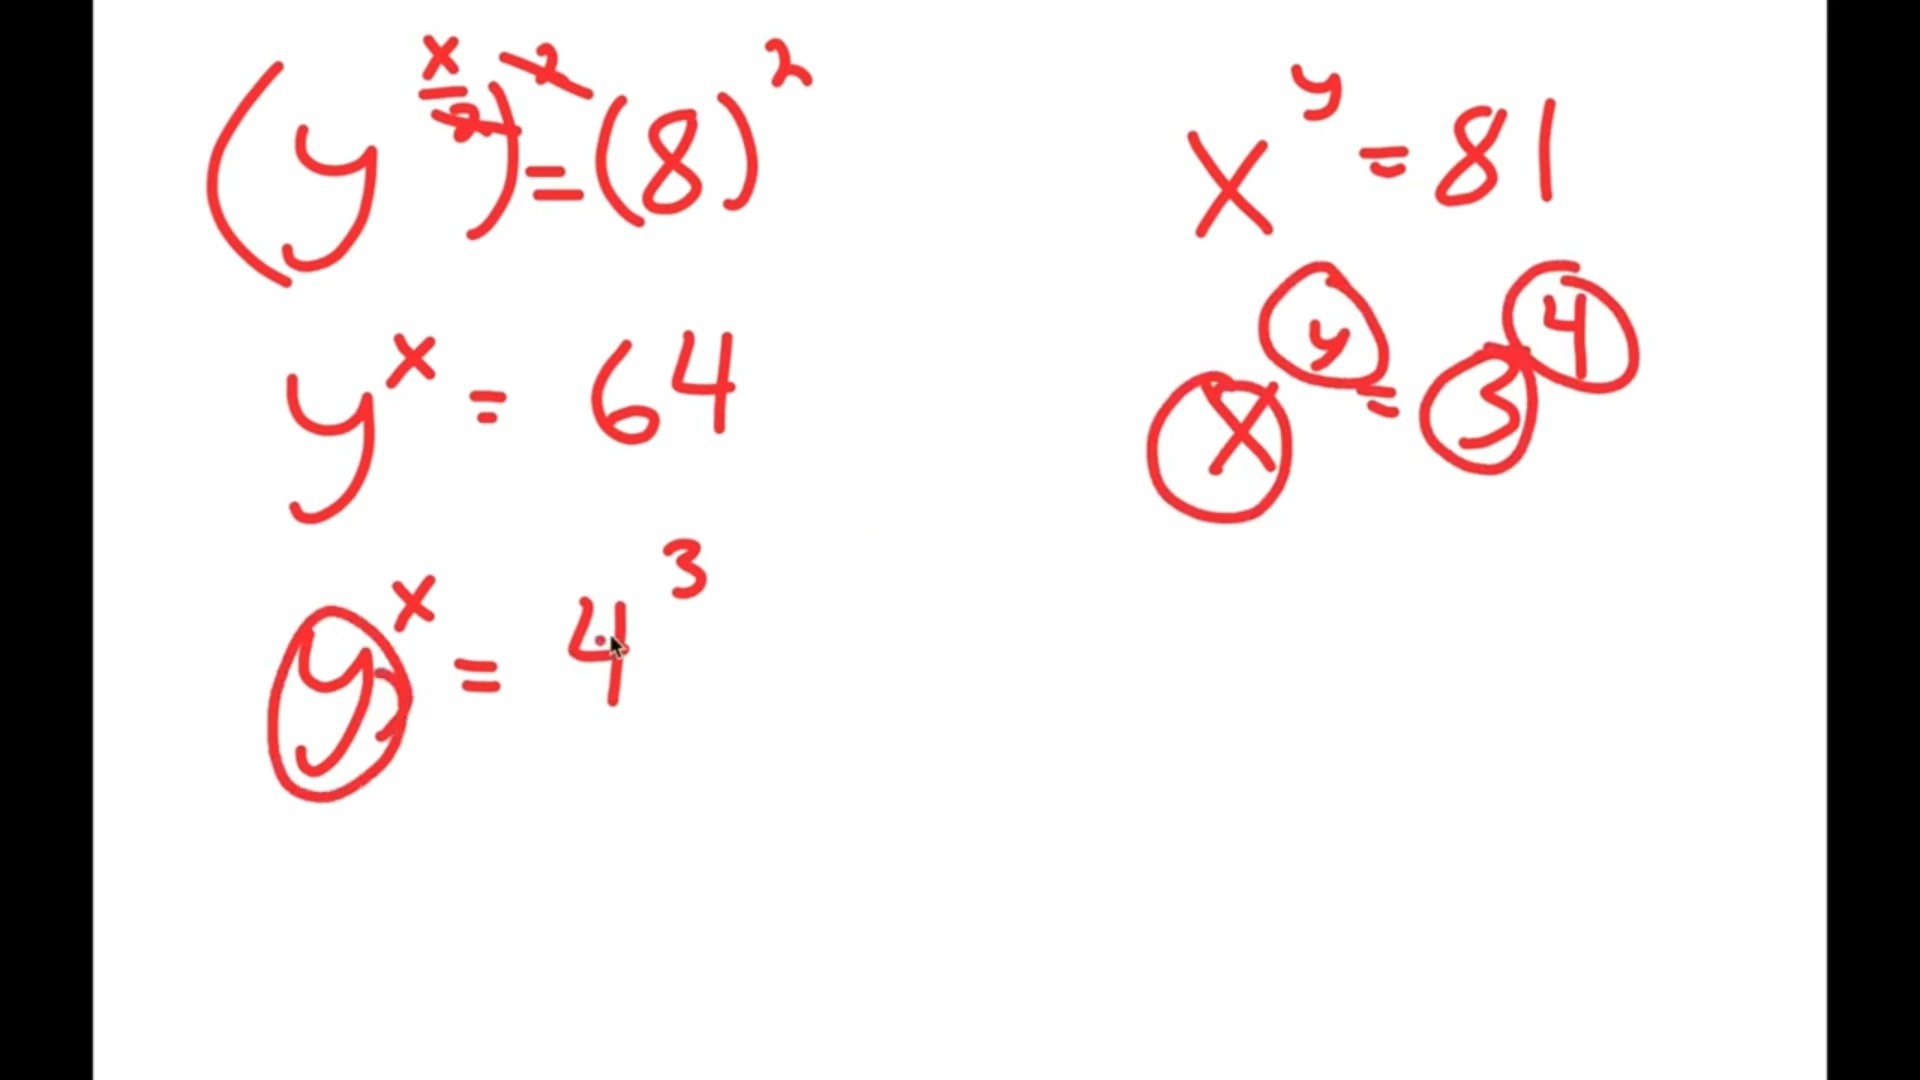 (y^(x/2))^2 = (8)^2
y^x = 64
y^x = 4^3
x^y = 81
x^y = 3^4